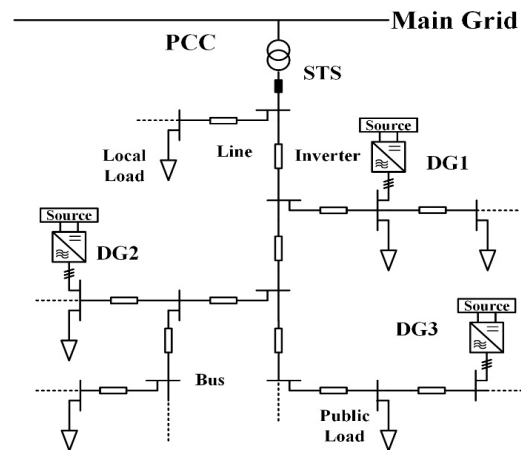 Main Grid
PCC
STS
Source
Local
Load
Line
Inverter
DG1
Source
DG2
Source
DG3
Bus
Public
Load